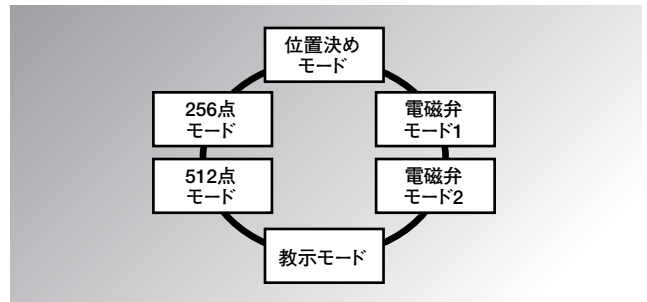 位置決め
モード
256点
モード
電磁弁
モード1
512点
モード
電磁弁
モード2
教示モード